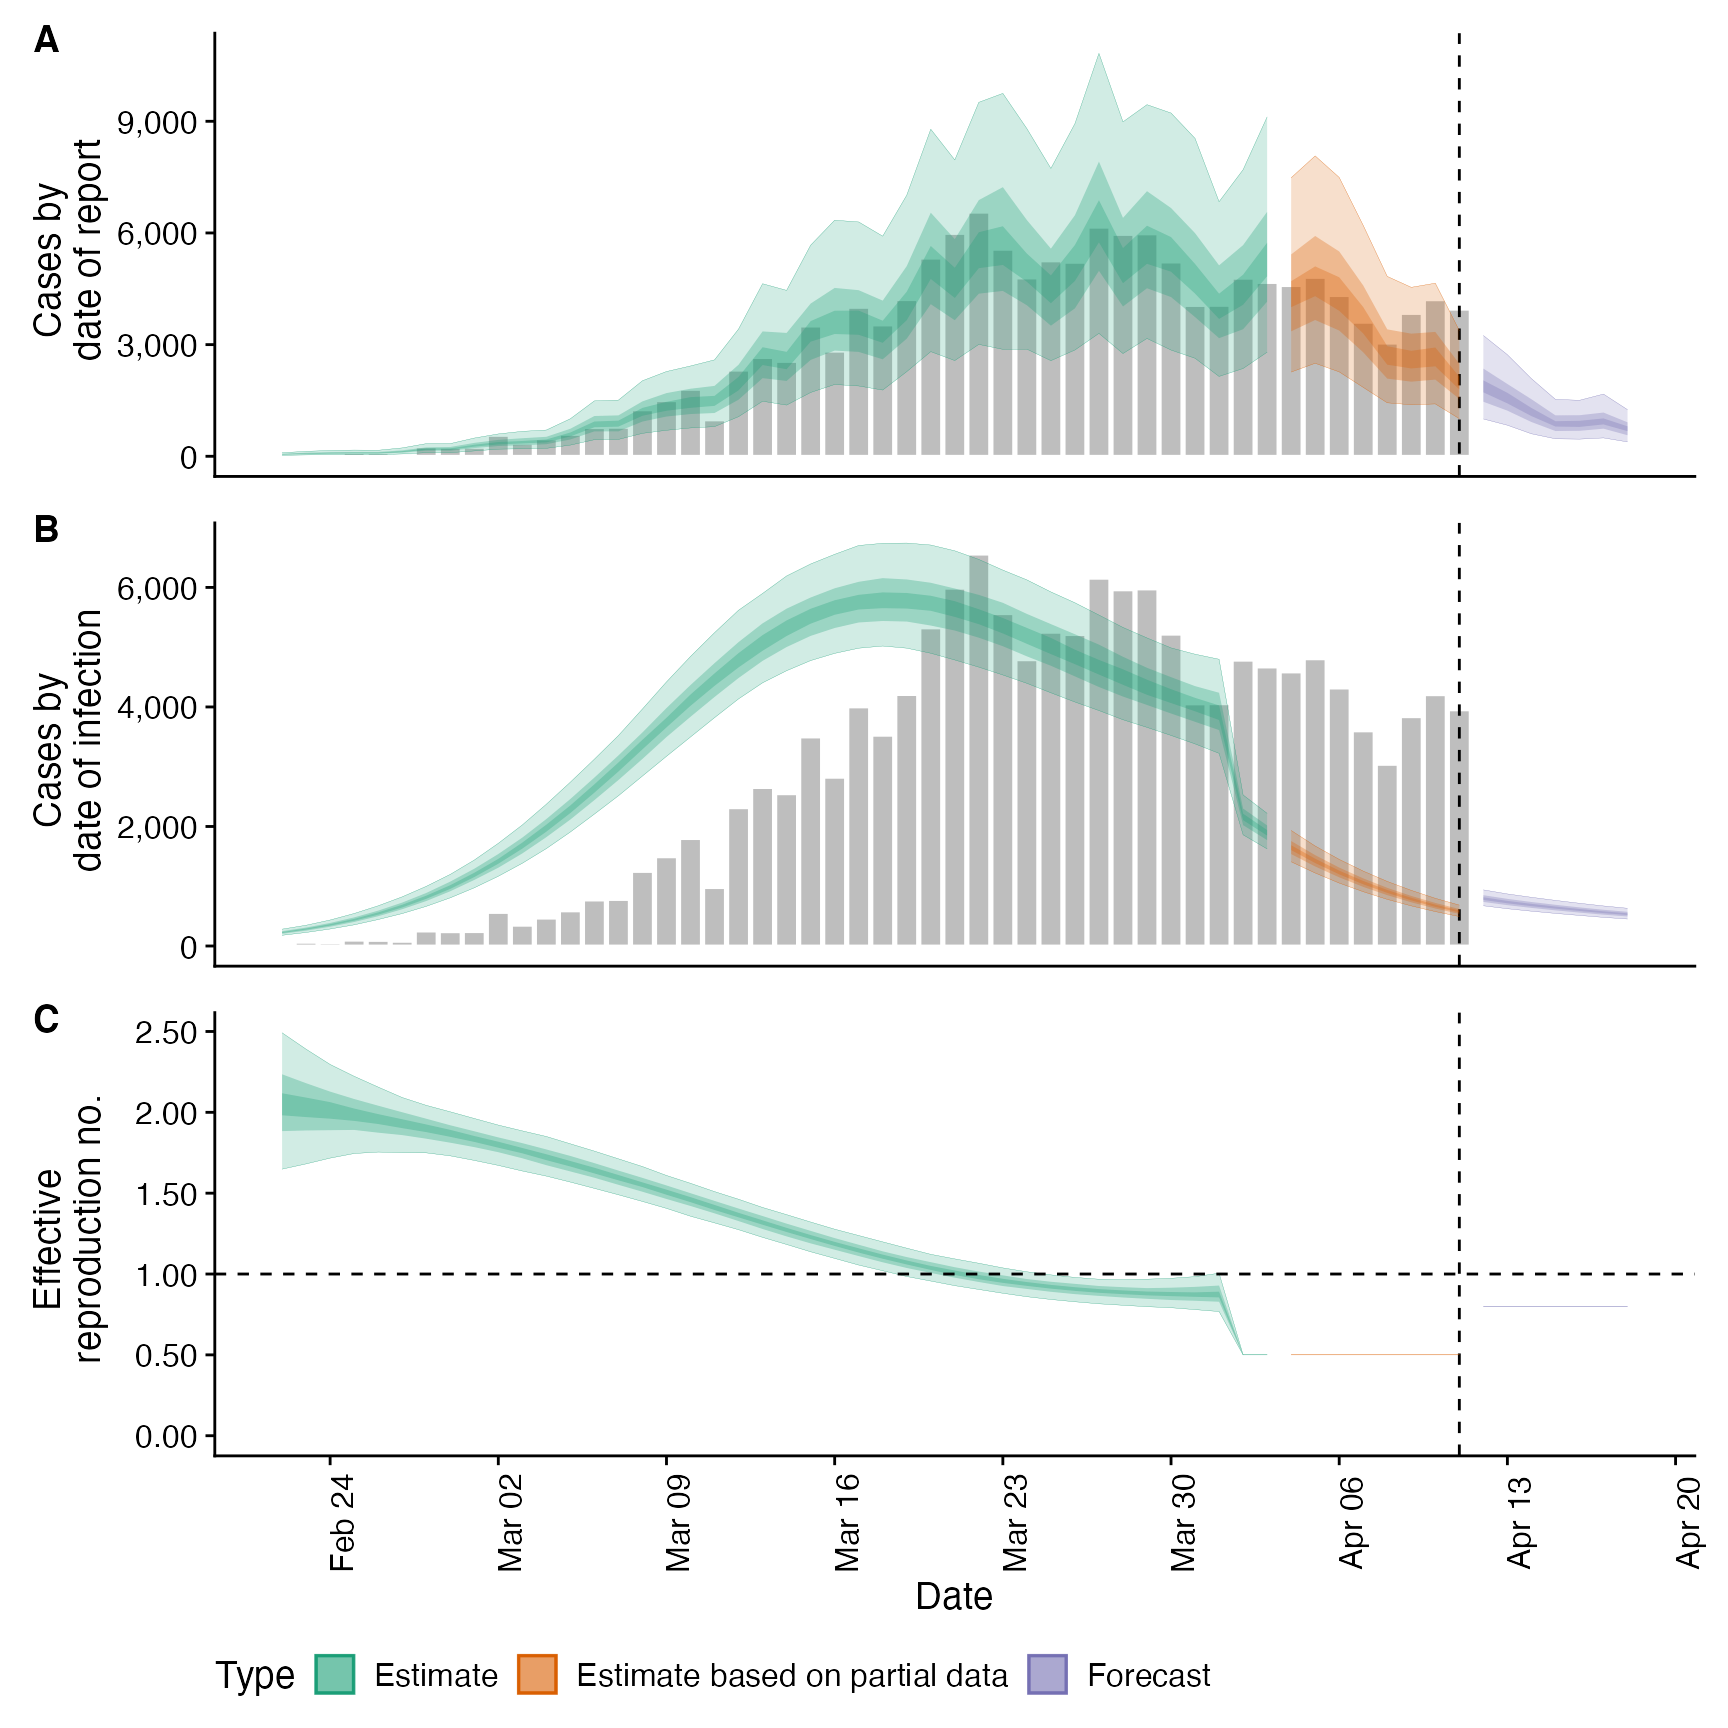 A
Cases by
date of report
9,000
6,000
3,000
0
B
Cases by
date of infection
6,000
4,000
2,000
0
C
Effective
reproduction no.
2.50
2.00
1.50
1.00
0.50
0.00
Feb 24
Mar 02
Mar 09
Mar 16
Mar 23
Mar 30
Apr 06
Apr 13
Apr 20
Date
Type Estimate Estimate based on partial data Forecast